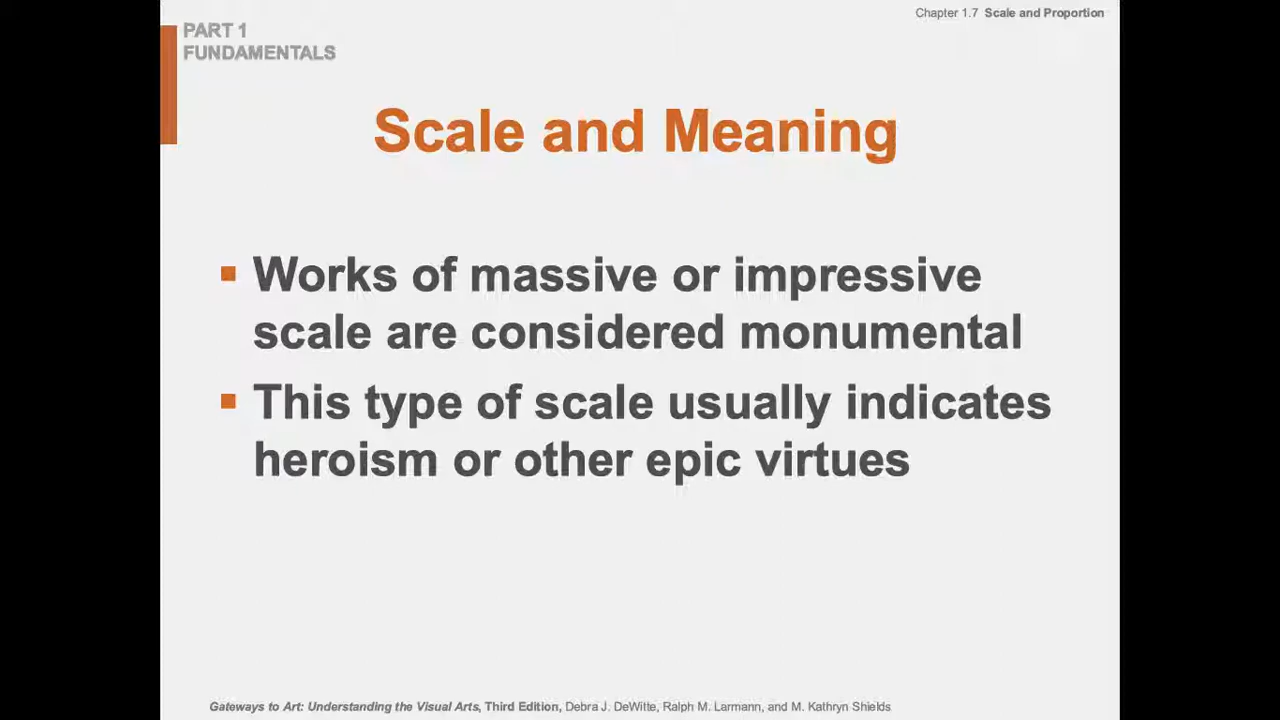 PART 1
FUNDAMENTALS
Chapter 1.7 Scale and Proportion
Scale and Meaning
Works of massive or impressive
scale are considered monumental
This type of scale usually indicates
heroism or other epic virtues
Gateways to Art: Understanding the Visual Arts, Third Edition, Debra J. DeWitte, Ralph M. Larmann, and M. Kathryn Shields